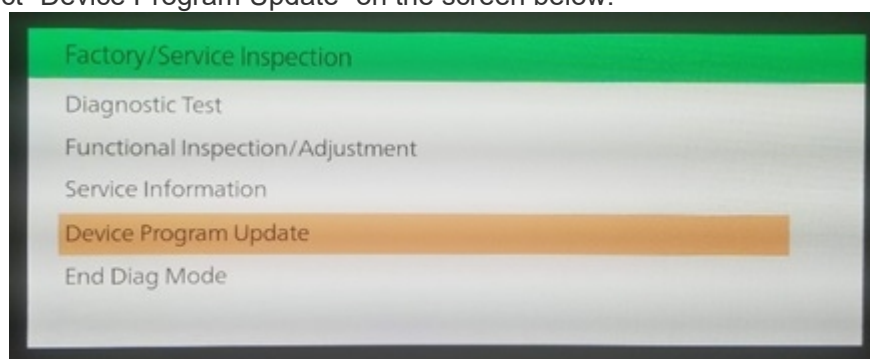 ct "Device Program Update" on the screen below.
Factory/Service Inspection
Diagnostic Test
Functional Inspection/Adjustment
Service Information
Device Program Update
End Diag Mode